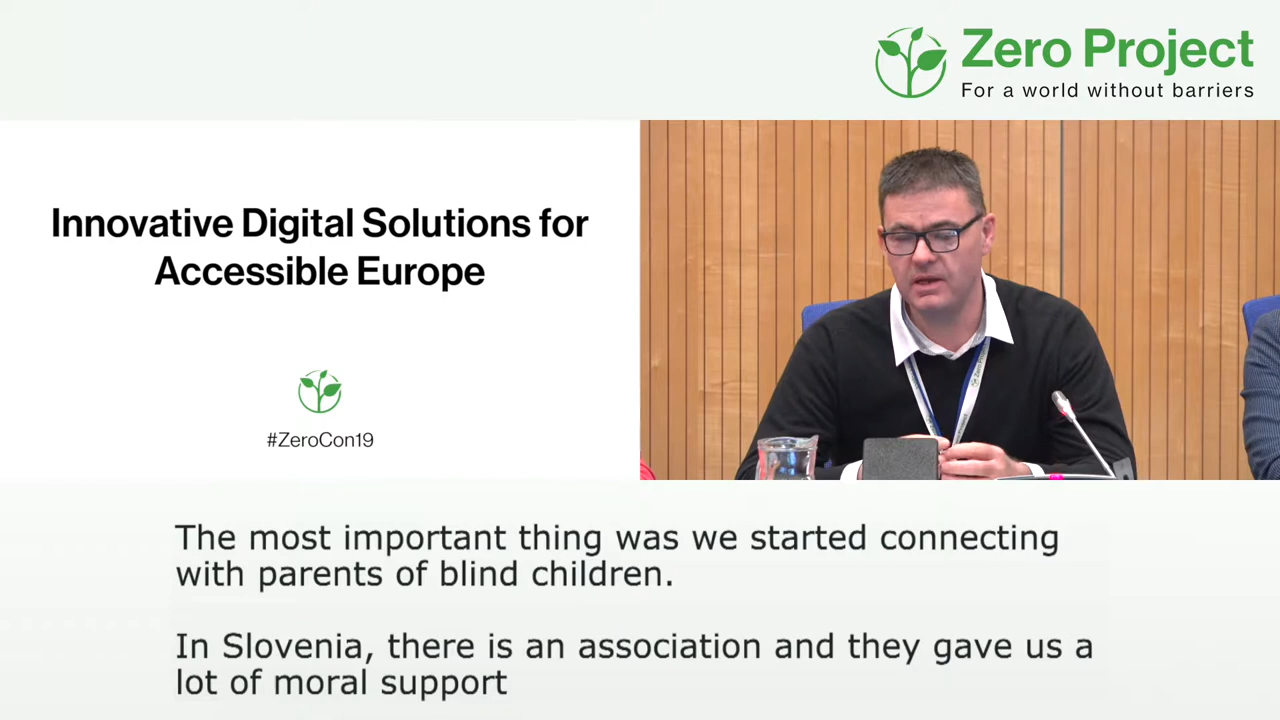 Zero Project
For a world without barriers
Innovative Digital Solutions for
Accessible Europe
#ZeroCon19
The most important thing was we started connecting
with parents of blind children.
In Slovenia, there is an association and they gave us a
lot of moral support